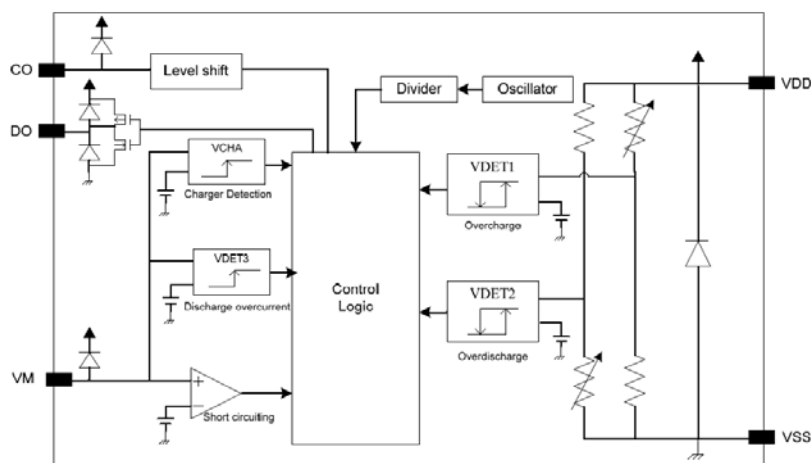 CO
Level shift
Divider
Oscillator
VDD
DO
VCHA
Charger Detection
VDET1
Overcharge
VDET3
Discharge overcurrent
Control
Logic
VDET2
Overdischarge
VM
+
−
Short circuiting
VSS